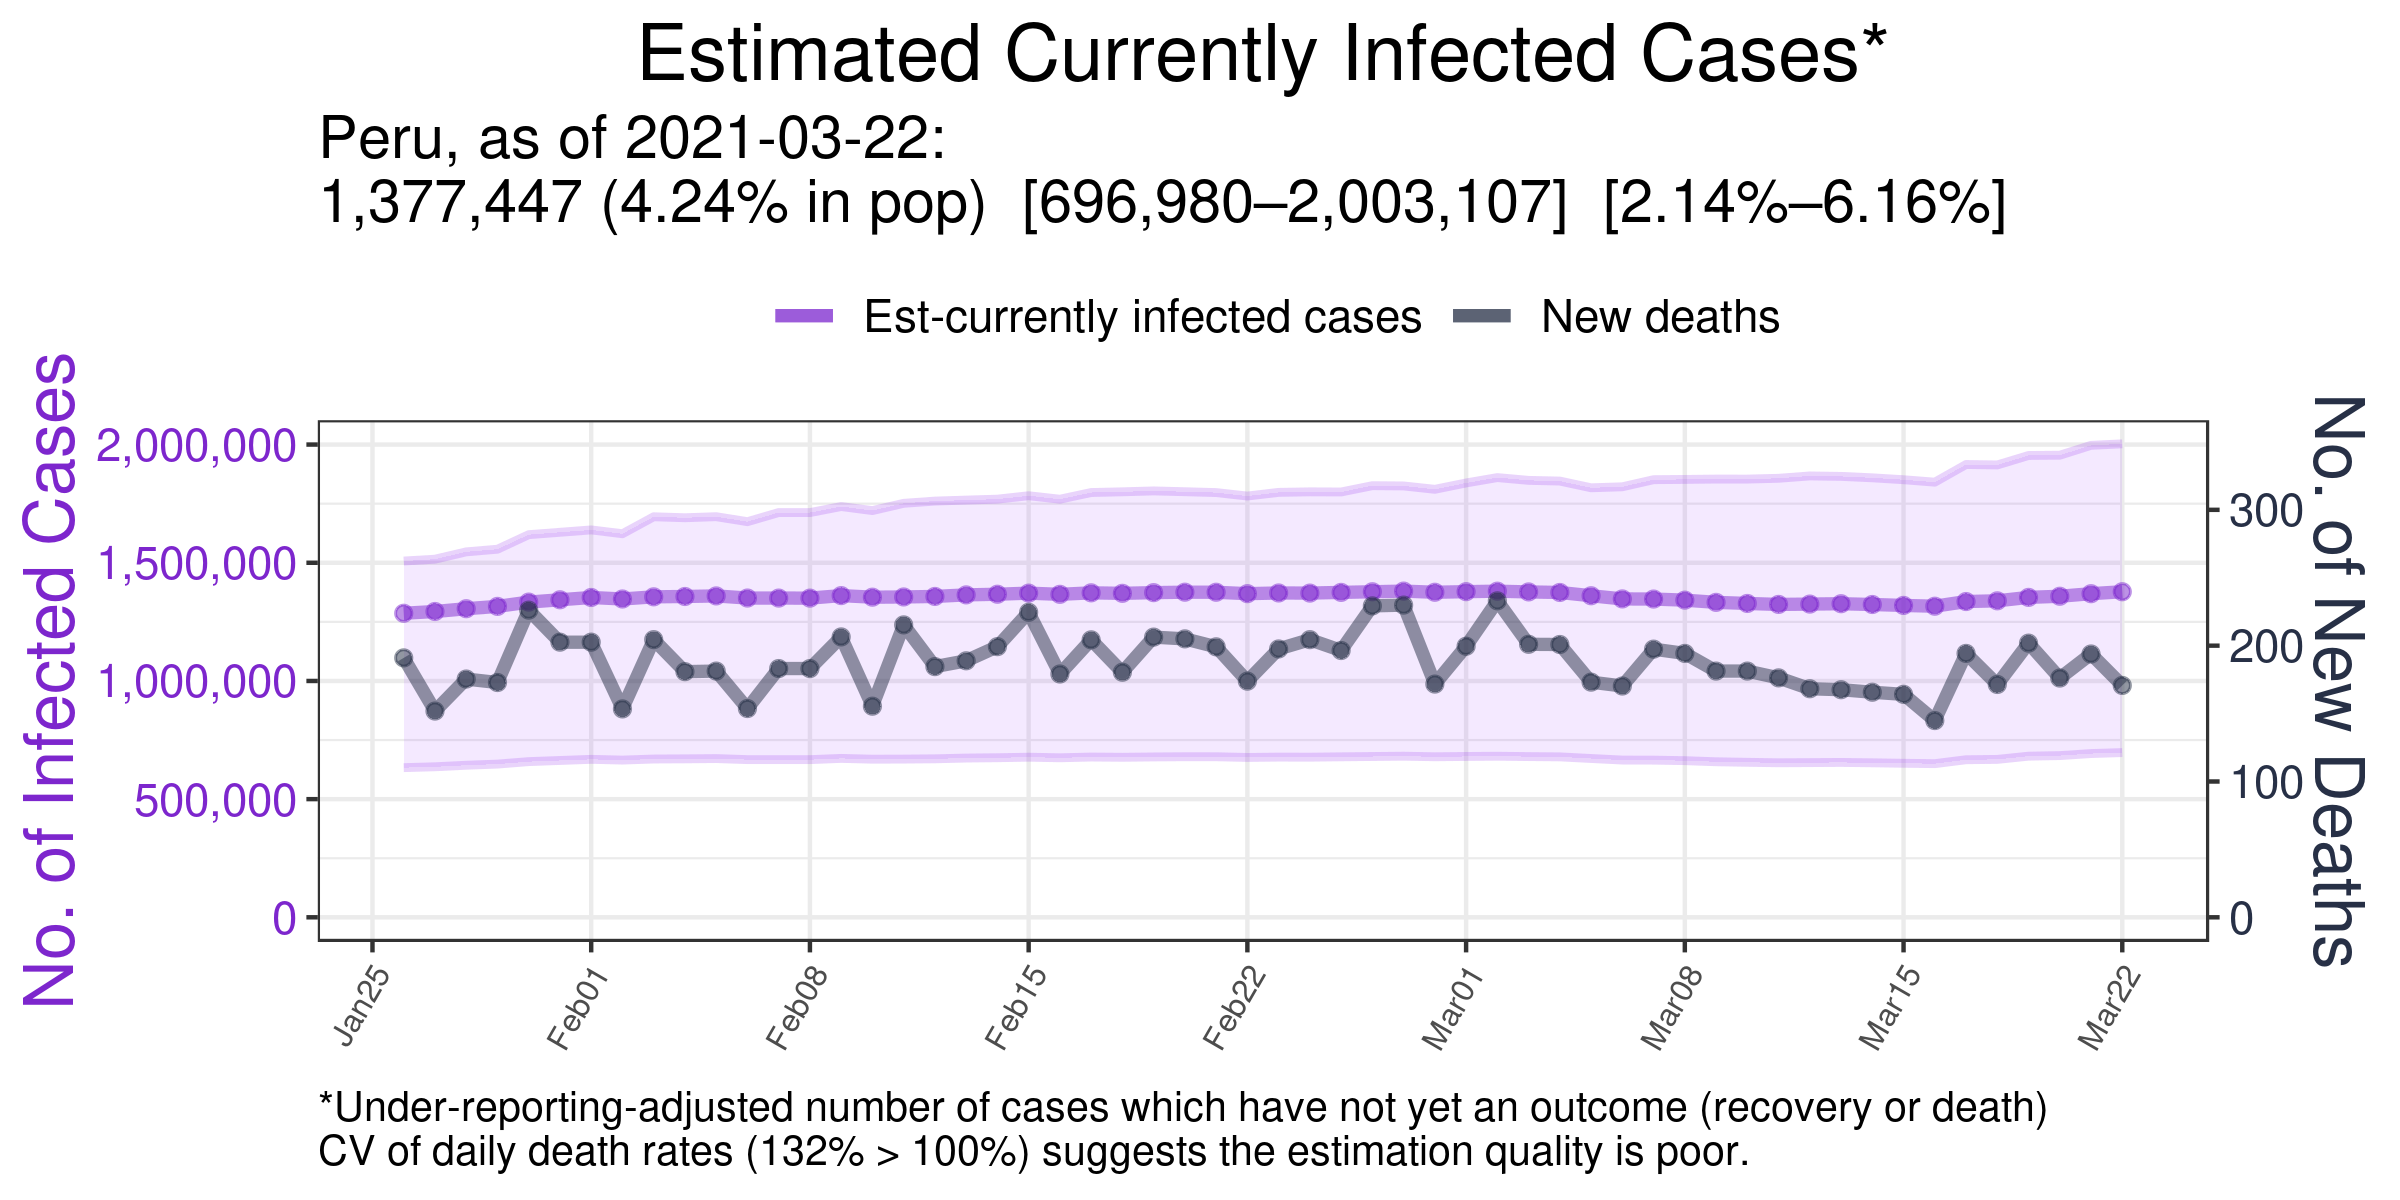 Estimated Currently Infected Cases*
Peru, as of 2021-03-22:
1,377,447 (4.24% in pop)  [696,980–2,003,107]  [2.14%–6.16%]
Est-currently infected cases
New deaths
No. of Infected Cases
2,000,000
1,500,000
1,000,000
500,000
0
No. of New Deaths
300
200
100
0
Jan25
Feb01
Feb08
Feb15
Feb22
Mar01
Mar08
Mar15
Mar22
*Under-reporting-adjusted number of cases which have not yet an outcome (recovery or death)
CV of daily death rates (132% > 100%) suggests the estimation quality is poor.